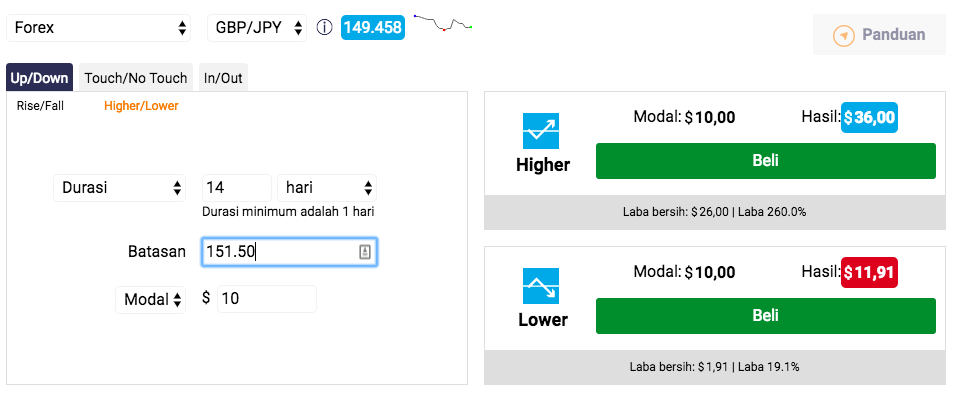 Forex GBP/JPY 149.458 Panduan
Up/Down Touch/No Touch In/Out
Rise/Fall Higher/Lower
Durasi 14 hari
Durasi minimum adalah 1 hari
Batasan 151.50
Modal $ 10
Modal: $10,00 Hasil: $36,00
Higher Beli
Laba bersih: $26,00 | Laba 260.0%
Modal: $10,00 Hasil: $11,91
Lower Beli
Laba bersih: $1,91 | Laba 19.1%